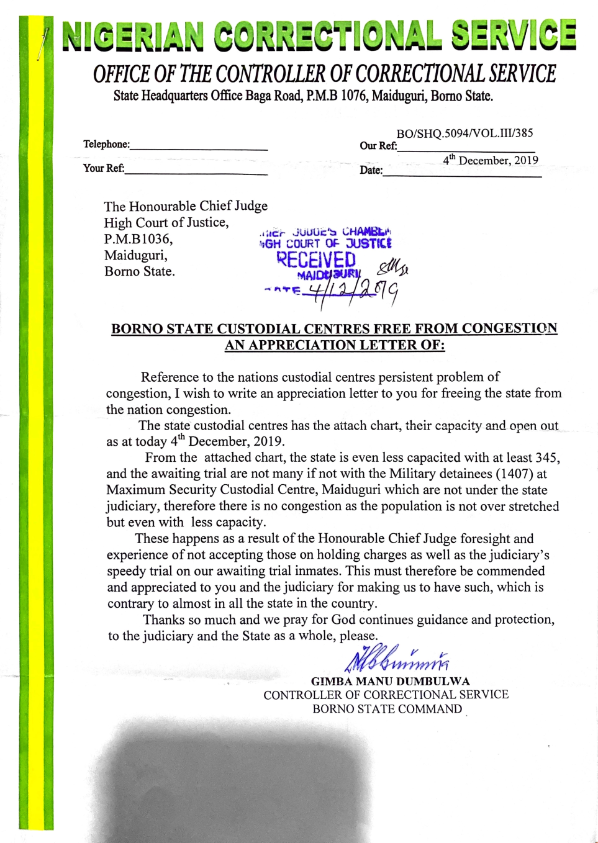 NIGERIAN CORRECTIONAL SERVICE
OFFICE OF THE CONTROLLER OF CORRECTIONAL SERVICE
State Headquarters Office Baga Road, P.M.B 1076, Maiduguri, Borno State.
Telephone:
BO/SHQ.5094/VOL.III/385
Our Ref:
Your Ref:
4th December, 2019
Date:
The Honourable Chief Judge
High Court of Justice,
P.M.B1036,
Maiduguri,
Borno State.
JUDGE'S
COURT OF JUSTICE
RECEIVED
MAIDUGURI
4/12/2019
BORNO STATE CUSTODIAL CENTRES FREE FROM CONGESTION
AN APPRECIATION LETTER OF:
Reference to the nations custodial centres persistent problem of
congestion, I wish to write an appreciation letter to you for freeing the state from
the nation congestion.
The state custodial centres has the attach chart, their capacity and open out
as at today 4th December, 2019.
From the attached chart, the state is even less capacited with at least 345,
and the awaiting trial are not many if not with the Military detainees (1407) at
Maximum Security Custodial Centre, Maiduguri which are not under the state
judiciary, therefore there is no congestion as the population is not over stretched
but even with less capacity.
These happens as a result of the Honourable Chief Judge foresight and
experience of not accepting those on holding charges as well as the judiciary's
speedy trial on our awaiting trial inmates. This must therefore be commended
and appreciated to you and the judiciary for making us to have such, which is
contrary to almost in all the state in the country.
Thanks so much and we pray for God continues guidance and protection,
to the judiciary and the State as a whole, please.
GIMBA MANU DUMBULWA
CONTROLLER OF CORRECTIONAL SERVICE
BORNO STATE COMMAND